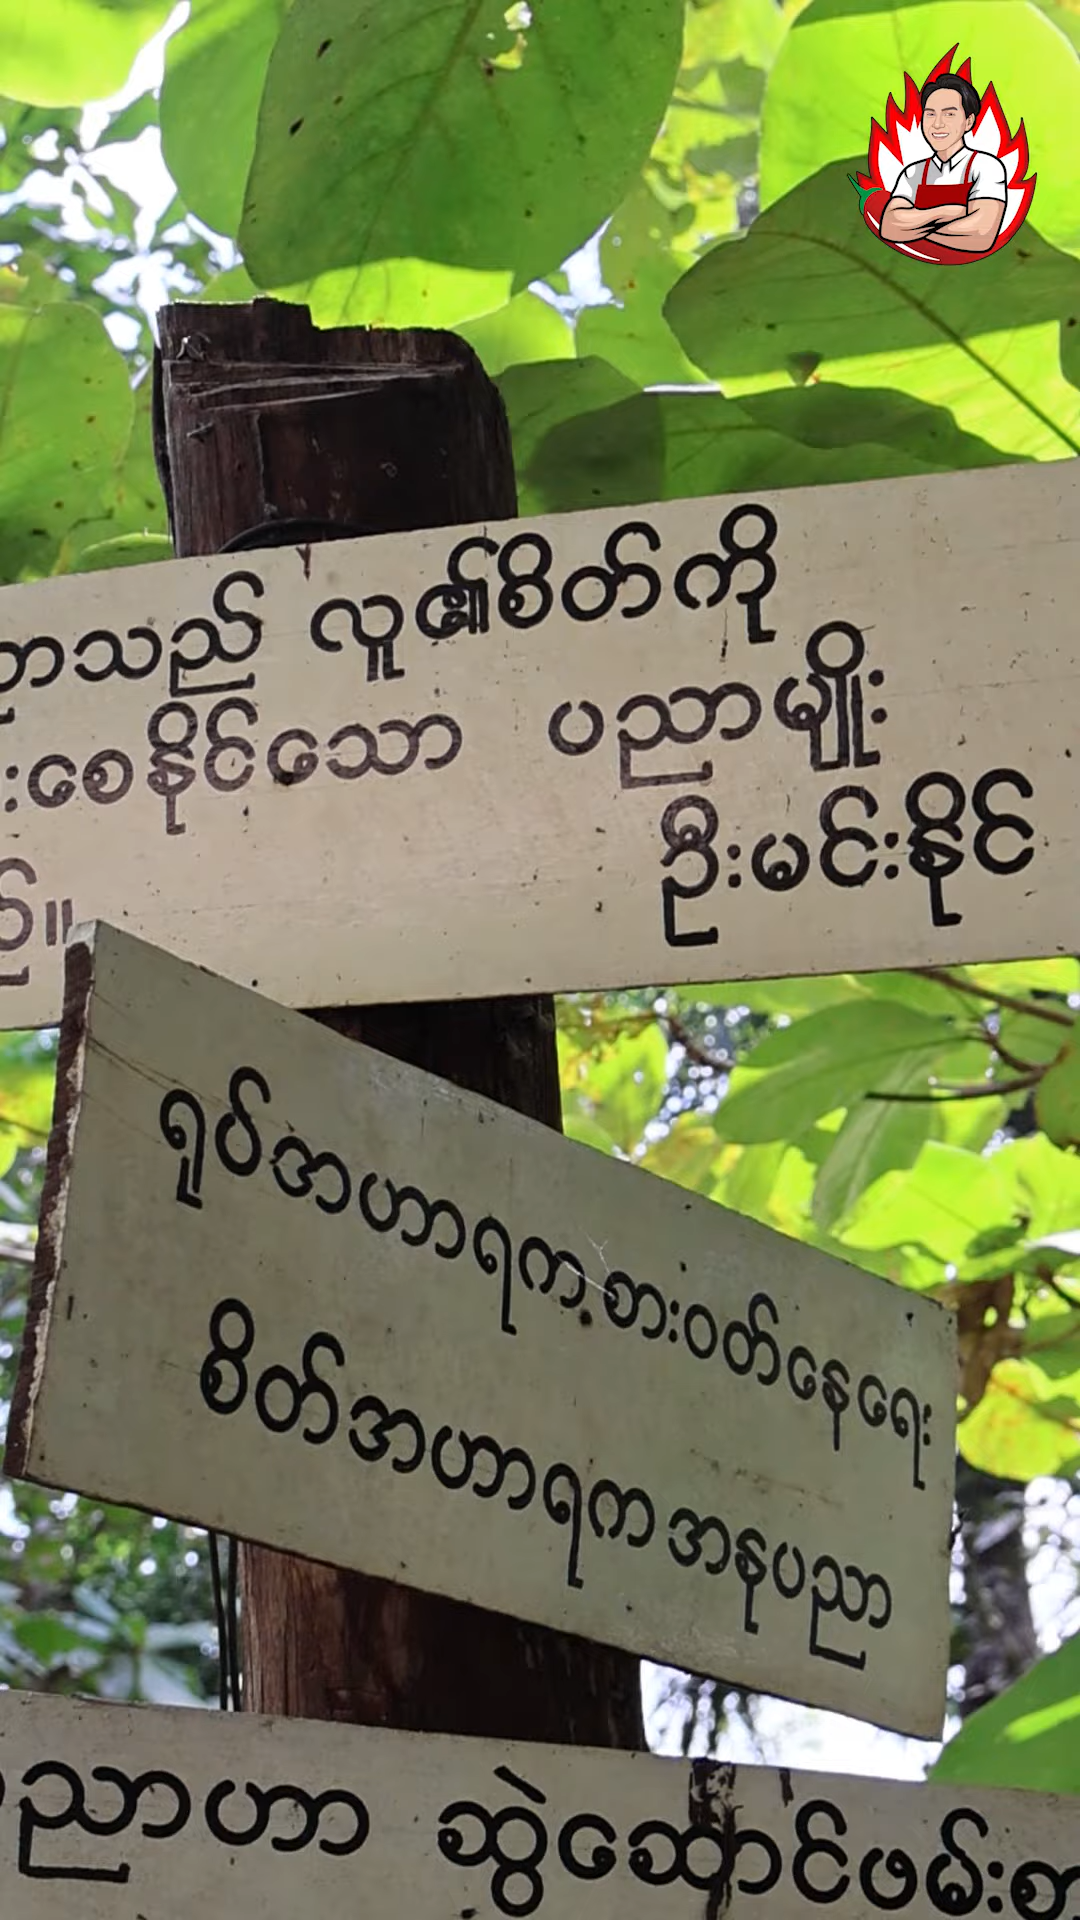 လူ၏စိတ်ကို
စေနိုင်သော ပညာမျိုး
ဦးမင်းနိုင်
ရုပ်အဟာရက စားဝတ်နေရေး
စိတ်အဟာရက အနုပညာ
ညာဟာ ဆွဲဆောင်ဖမ်းစာ